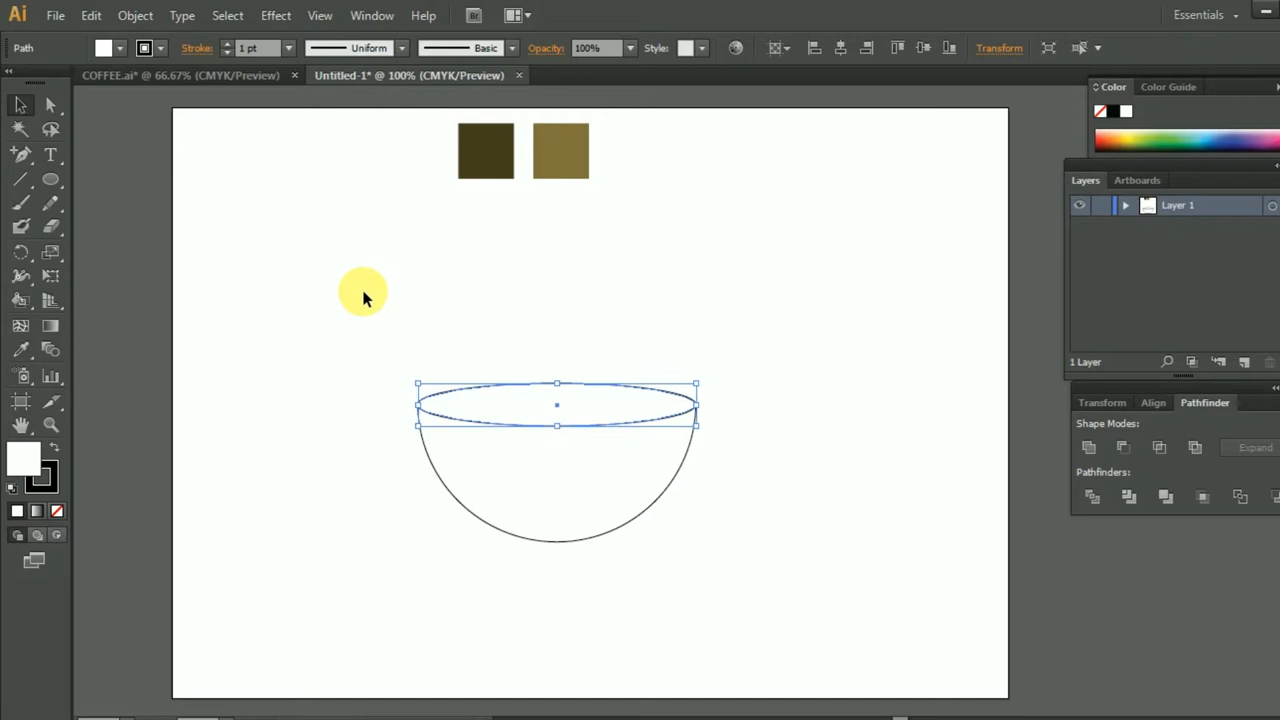 Ai File Edit Object Type Select Effect View Window Help Br Essentials
Path Stroke: 1 pt Uniform Basic Opacity: 100% Style: Transform
COFFEE.ai* @ 66.67% (CMYK/Preview) × Untitled-1* @ 100% (CMYK/Preview) ×
Color Color Guide
Layers Artboards
Layer 1
1 Layer
Transform Align Pathfinder
Shape Modes:
Expand
Pathfinders: